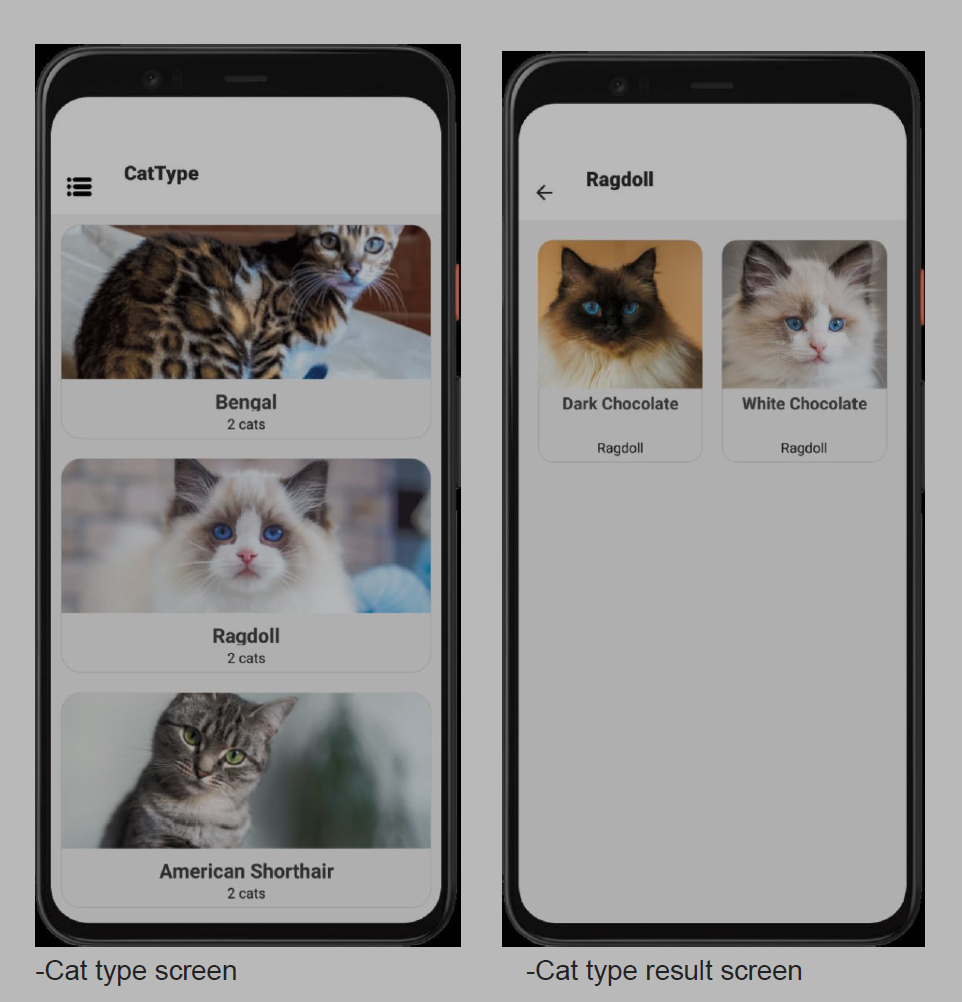 CatType
Bengal
2 cats
Ragdoll
2 cats
American Shorthair
2 cats
-Cat type screen
Ragdoll
Dark Chocolate
Ragdoll
White Chocolate
Ragdoll
-Cat type result screen